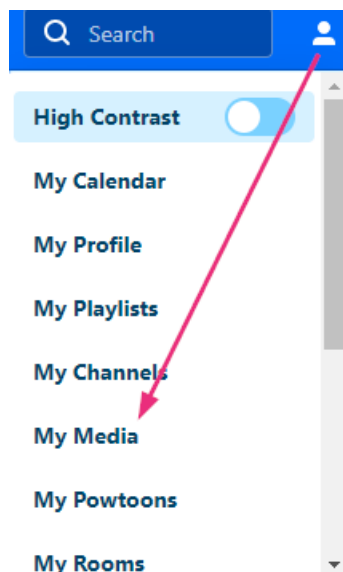 Search
High Contrast
My Calendar
My Profile
My Playlists
My Channels
My Media
My Powtoons
My Rooms